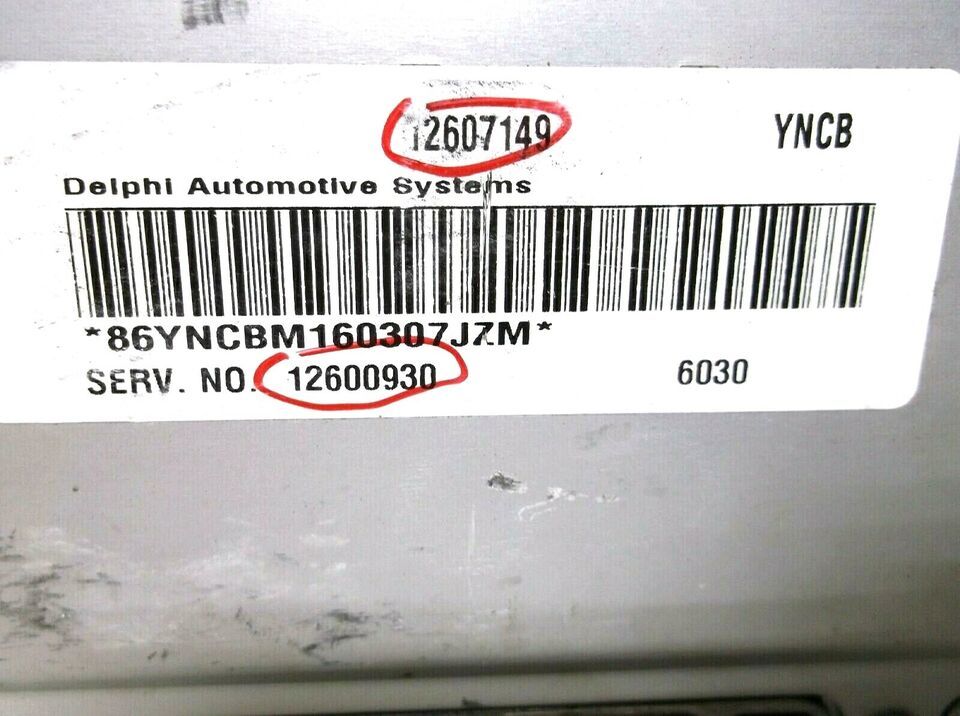 12607149 YNCB
Delphi Automotive Systems
*86YNCBM160307JZM*
SERV. NO. 12600930 6030